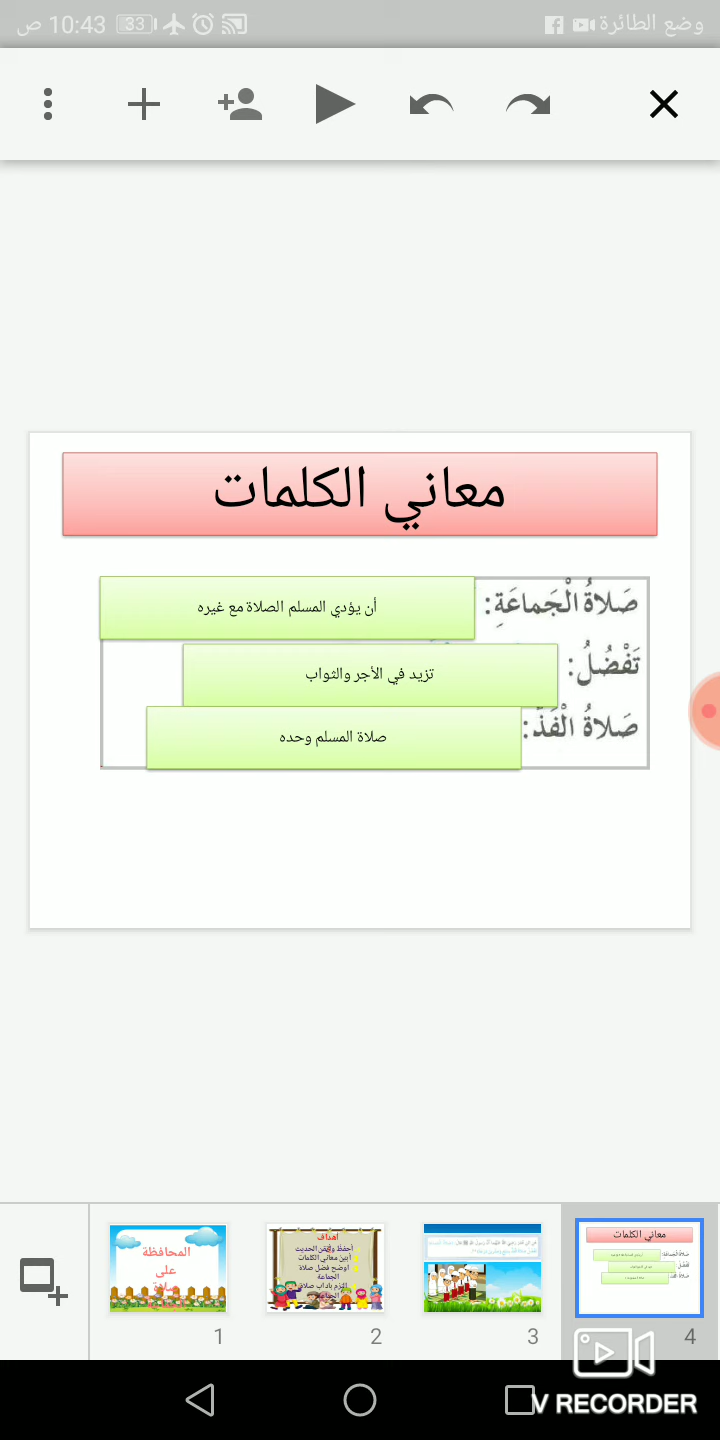 وضع الطائرة
33 10:43 ص
معاني الكلمات
صَلاةُ الْجَماعَةِ: أن يؤدي المسلم الصلاة مع غيره
تَفْضُلُ: تزيد في الأجر والثواب
صَلاةُ الْفَذِّ: صلاة المسلم وحده
المحافظة
على
أهداف
أحفظ
الحديث
أبين معاني الكلمات
أوضح فضل صلاة
الجماعة
معاني الكلمات
1
2
3
4
V RECORDER